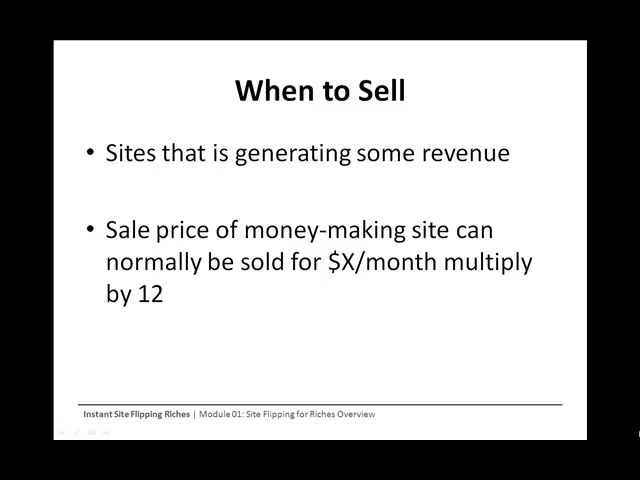 When to Sell
• Sites that is generating some revenue
• Sale price of money-making site can
normally be sold for $X/month multiply
by 12
Instant Site Flipping Riches | Module 01: Site Flipping for Riches Overview